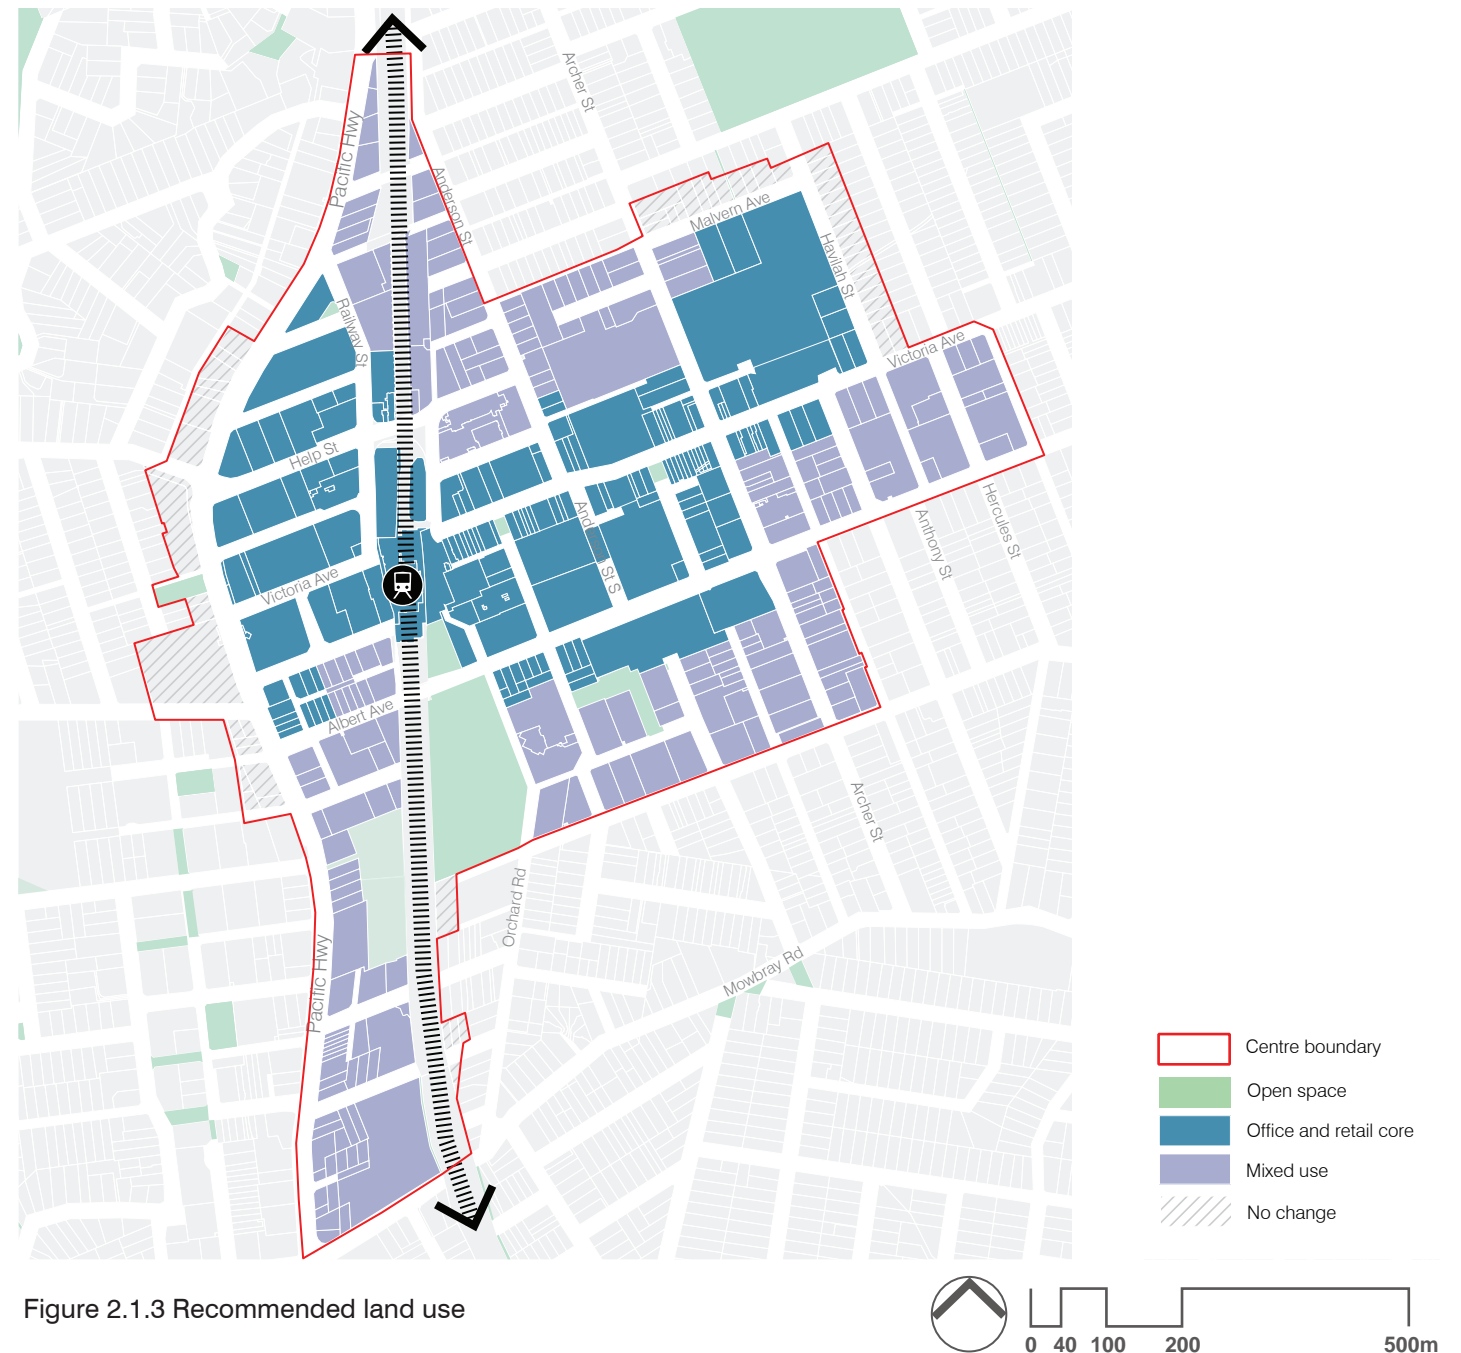 Archer St
Pacific Hwy
Anderson St
Malvern Ave
Havilah St
Railway St
Victoria Ave
Help St
Hercules St
Anthony St
Victoria Ave
Albert Ave
Archer St
Orchard Rd
Mowbray Rd
Pacific Hwy
Centre boundary
Open space
Office and retail core
Mixed use
No change
Figure 2.1.3 Recommended land use
0 40 100 200 500m